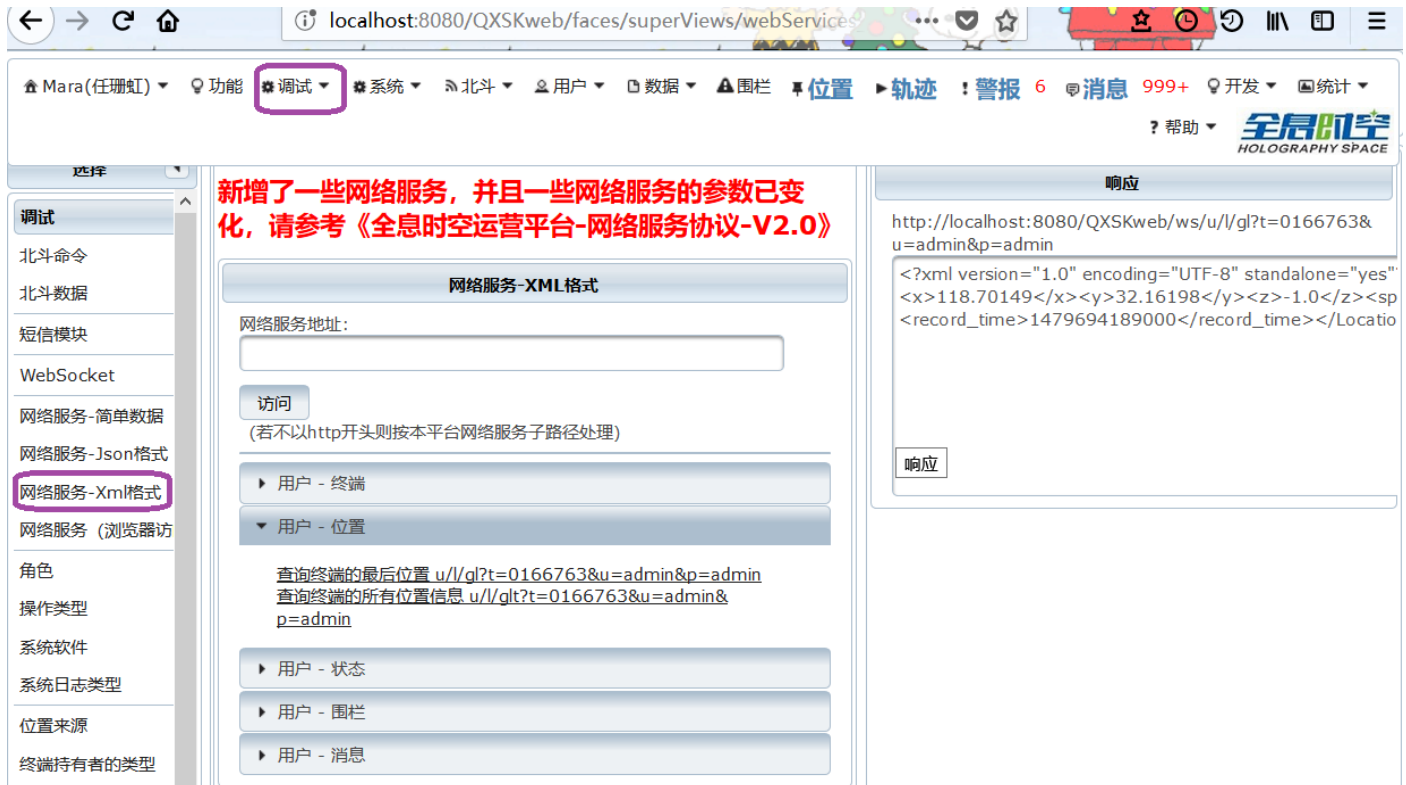 localhost:8080/QXSKweb/faces/superViews/webServices
Mara(任珊虹) 功能 调试 系统 北斗 用户 数据 围栏 位置 轨迹 警报 6 消息 999+ 开发 统计
? 帮助 全息时空
HOLOGRAPHY SPACE
选择
调试
北斗命令
北斗数据
短信模块
WebSocket
网络服务-简单数据
网络服务-Json格式
网络服务-Xml格式
网络服务（浏览器访
角色
操作类型
系统软件
系统日志类型
位置来源
终端持有者的类型
新增了一些网络服务，并且一些网络服务的参数已变
化，请参考《全息时空运营平台-网络服务协议-V2.0》
网络服务-XML格式
网络服务地址:
访问
(若不以http开头则按本平台网络服务子路径处理)
用户 - 终端
用户 - 位置
查询终端的最后位置 u/l/gl?t=0166763&u=admin&p=admin
查询终端的所有位置信息 u/l/glt?t=0166763&u=admin&
p=admin
用户 - 状态
用户 - 围栏
用户 - 消息
响应
http://localhost:8080/QXSKweb/ws/u/l/gl?t=0166763&
u=admin&p=admin
<?xml version="1.0" encoding="UTF-8" standalone="yes"
<x>118.70149</x><y>32.16198</y><z>-1.0</z><sp
<record_time>1479694189000</record_time></Locatio
响应